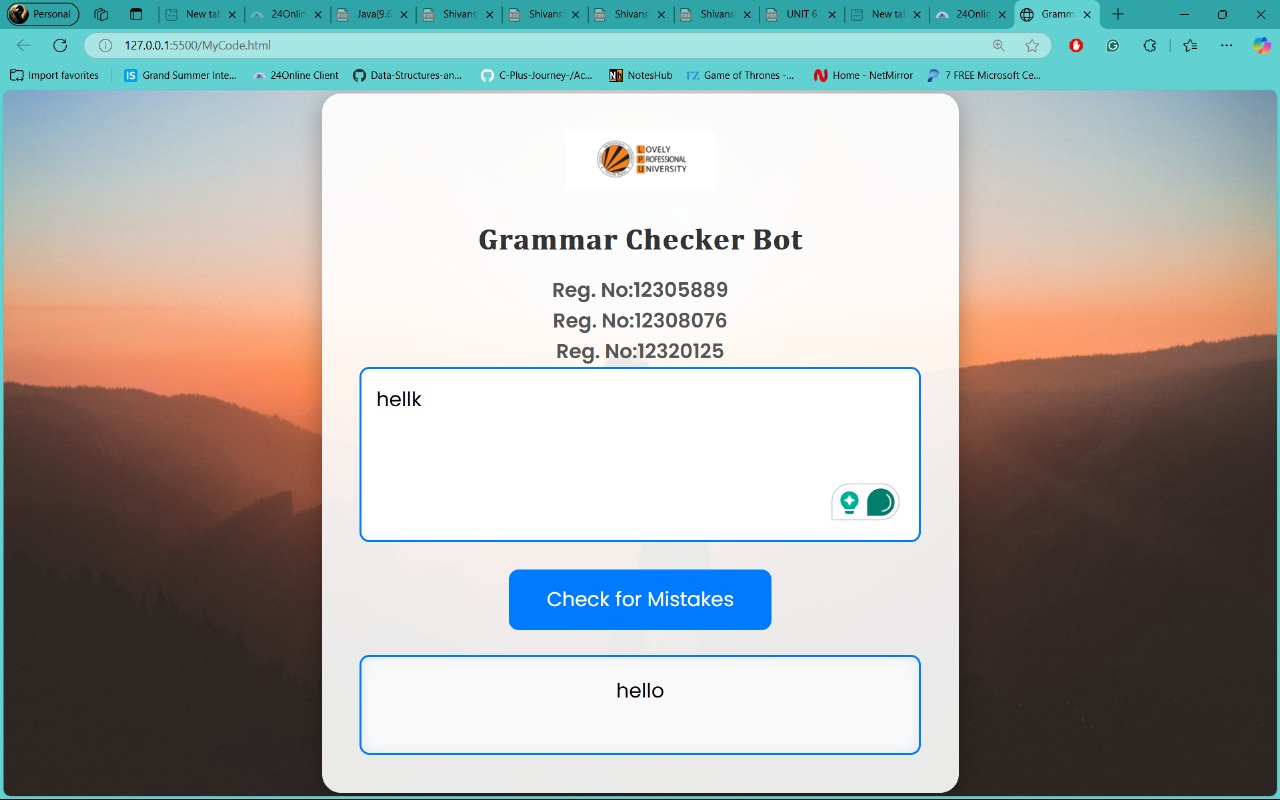 Personal
New tal
24Onlin
Java(9.6
Shivans
Shivans
Shivans
Shivans
UNIT 6
New tal
24Onlin
Gramm
127.0.0.1:5500/MyCode.html
Import favorites
IS Grand Summer Inte...
24Online Client
Data-Structures-an...
C-Plus-Journey-/Ac...
NotesHub
FZ Game of Thrones -...
Home - NetMirror
7 FREE Microsoft Ce...
LOVELY
PROFESSIONAL
UNIVERSITY
Grammar Checker Bot
Reg. No:12305889
Reg. No:12308076
Reg. No:12320125
hellk
Check for Mistakes
hello